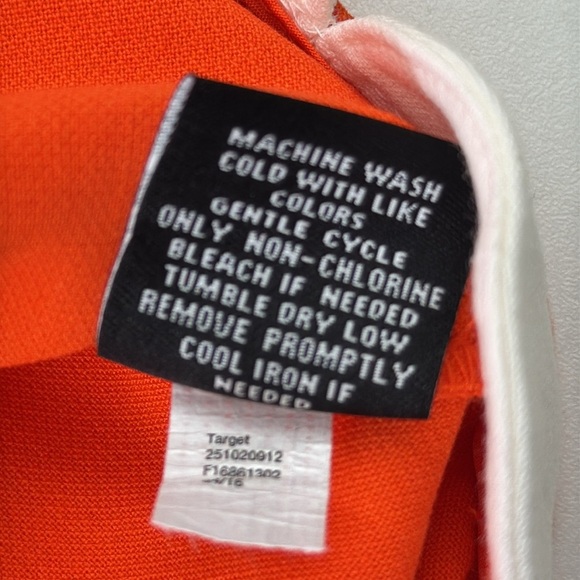 MACHINE WASH
COLD WITH LIKE
COLORS
GENTLE CYCLE
ONLY NON-CHLORINE
BLEACH IF NEEDED
TUMBLE DRY LOW
REMOVE PROMPTLY
COOL IRON IF
NEEDED
Target
251020912
F16861302